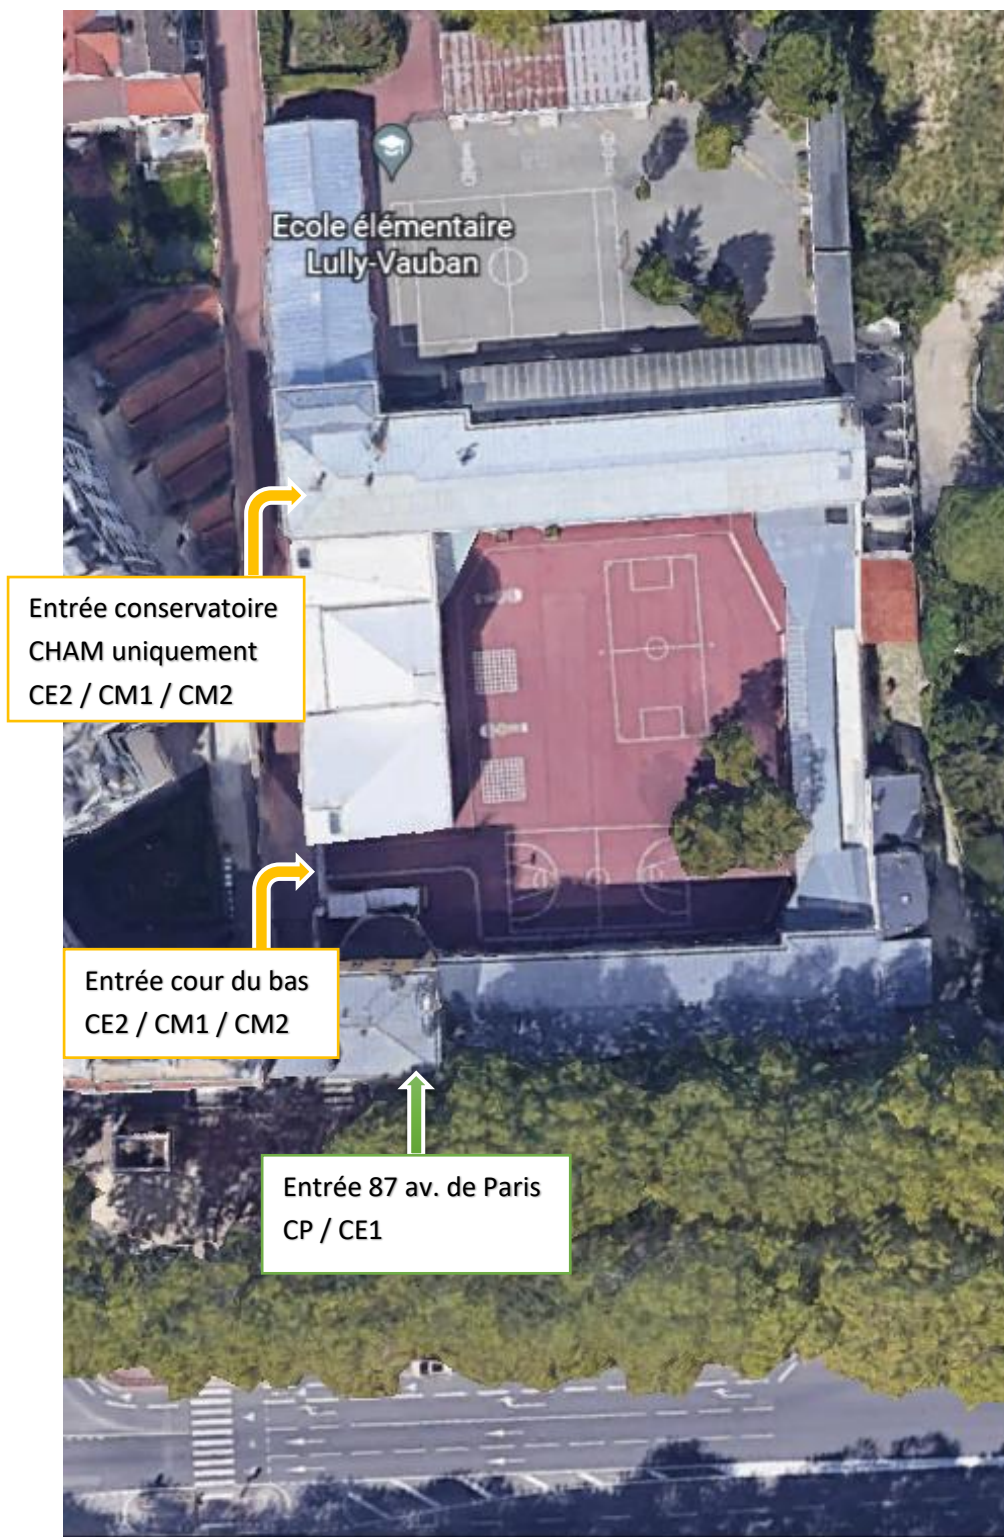 Ecole élémentaire
Lully-Vauban
Entrée conservatoire
CHAM uniquement
CE2 / CM1 / CM2
Entrée cour du bas
CE2 / CM1 / CM2
Entrée 87 av. de Paris
CP / CE1